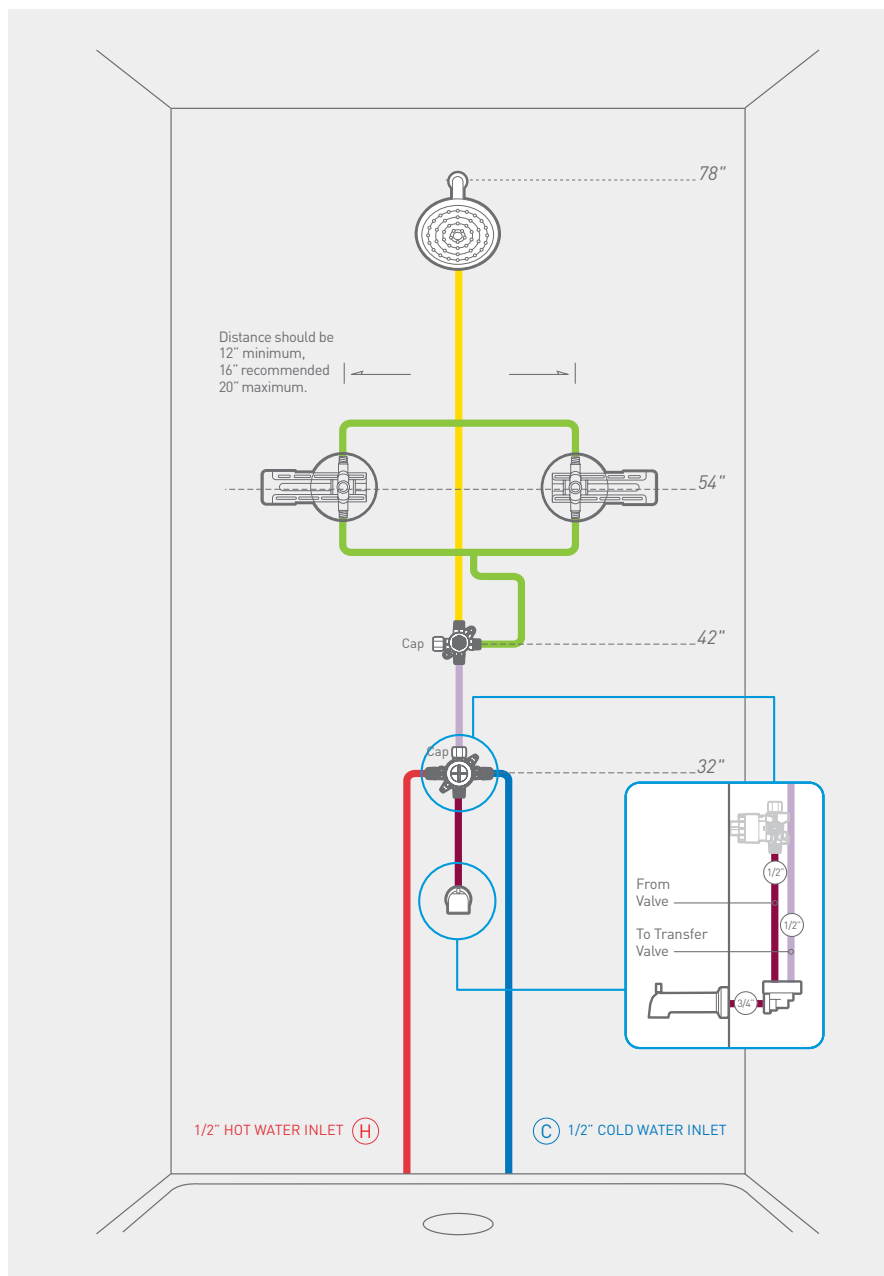 78"
Distance should be
12" minimum,
16" recommended
20" maximum.
54"
Cap
42"
Cap
32"
1/2"
From
Valve
1/2"
To Transfer
Valve
3/4"
1/2" HOT WATER INLET H
C 1/2" COLD WATER INLET